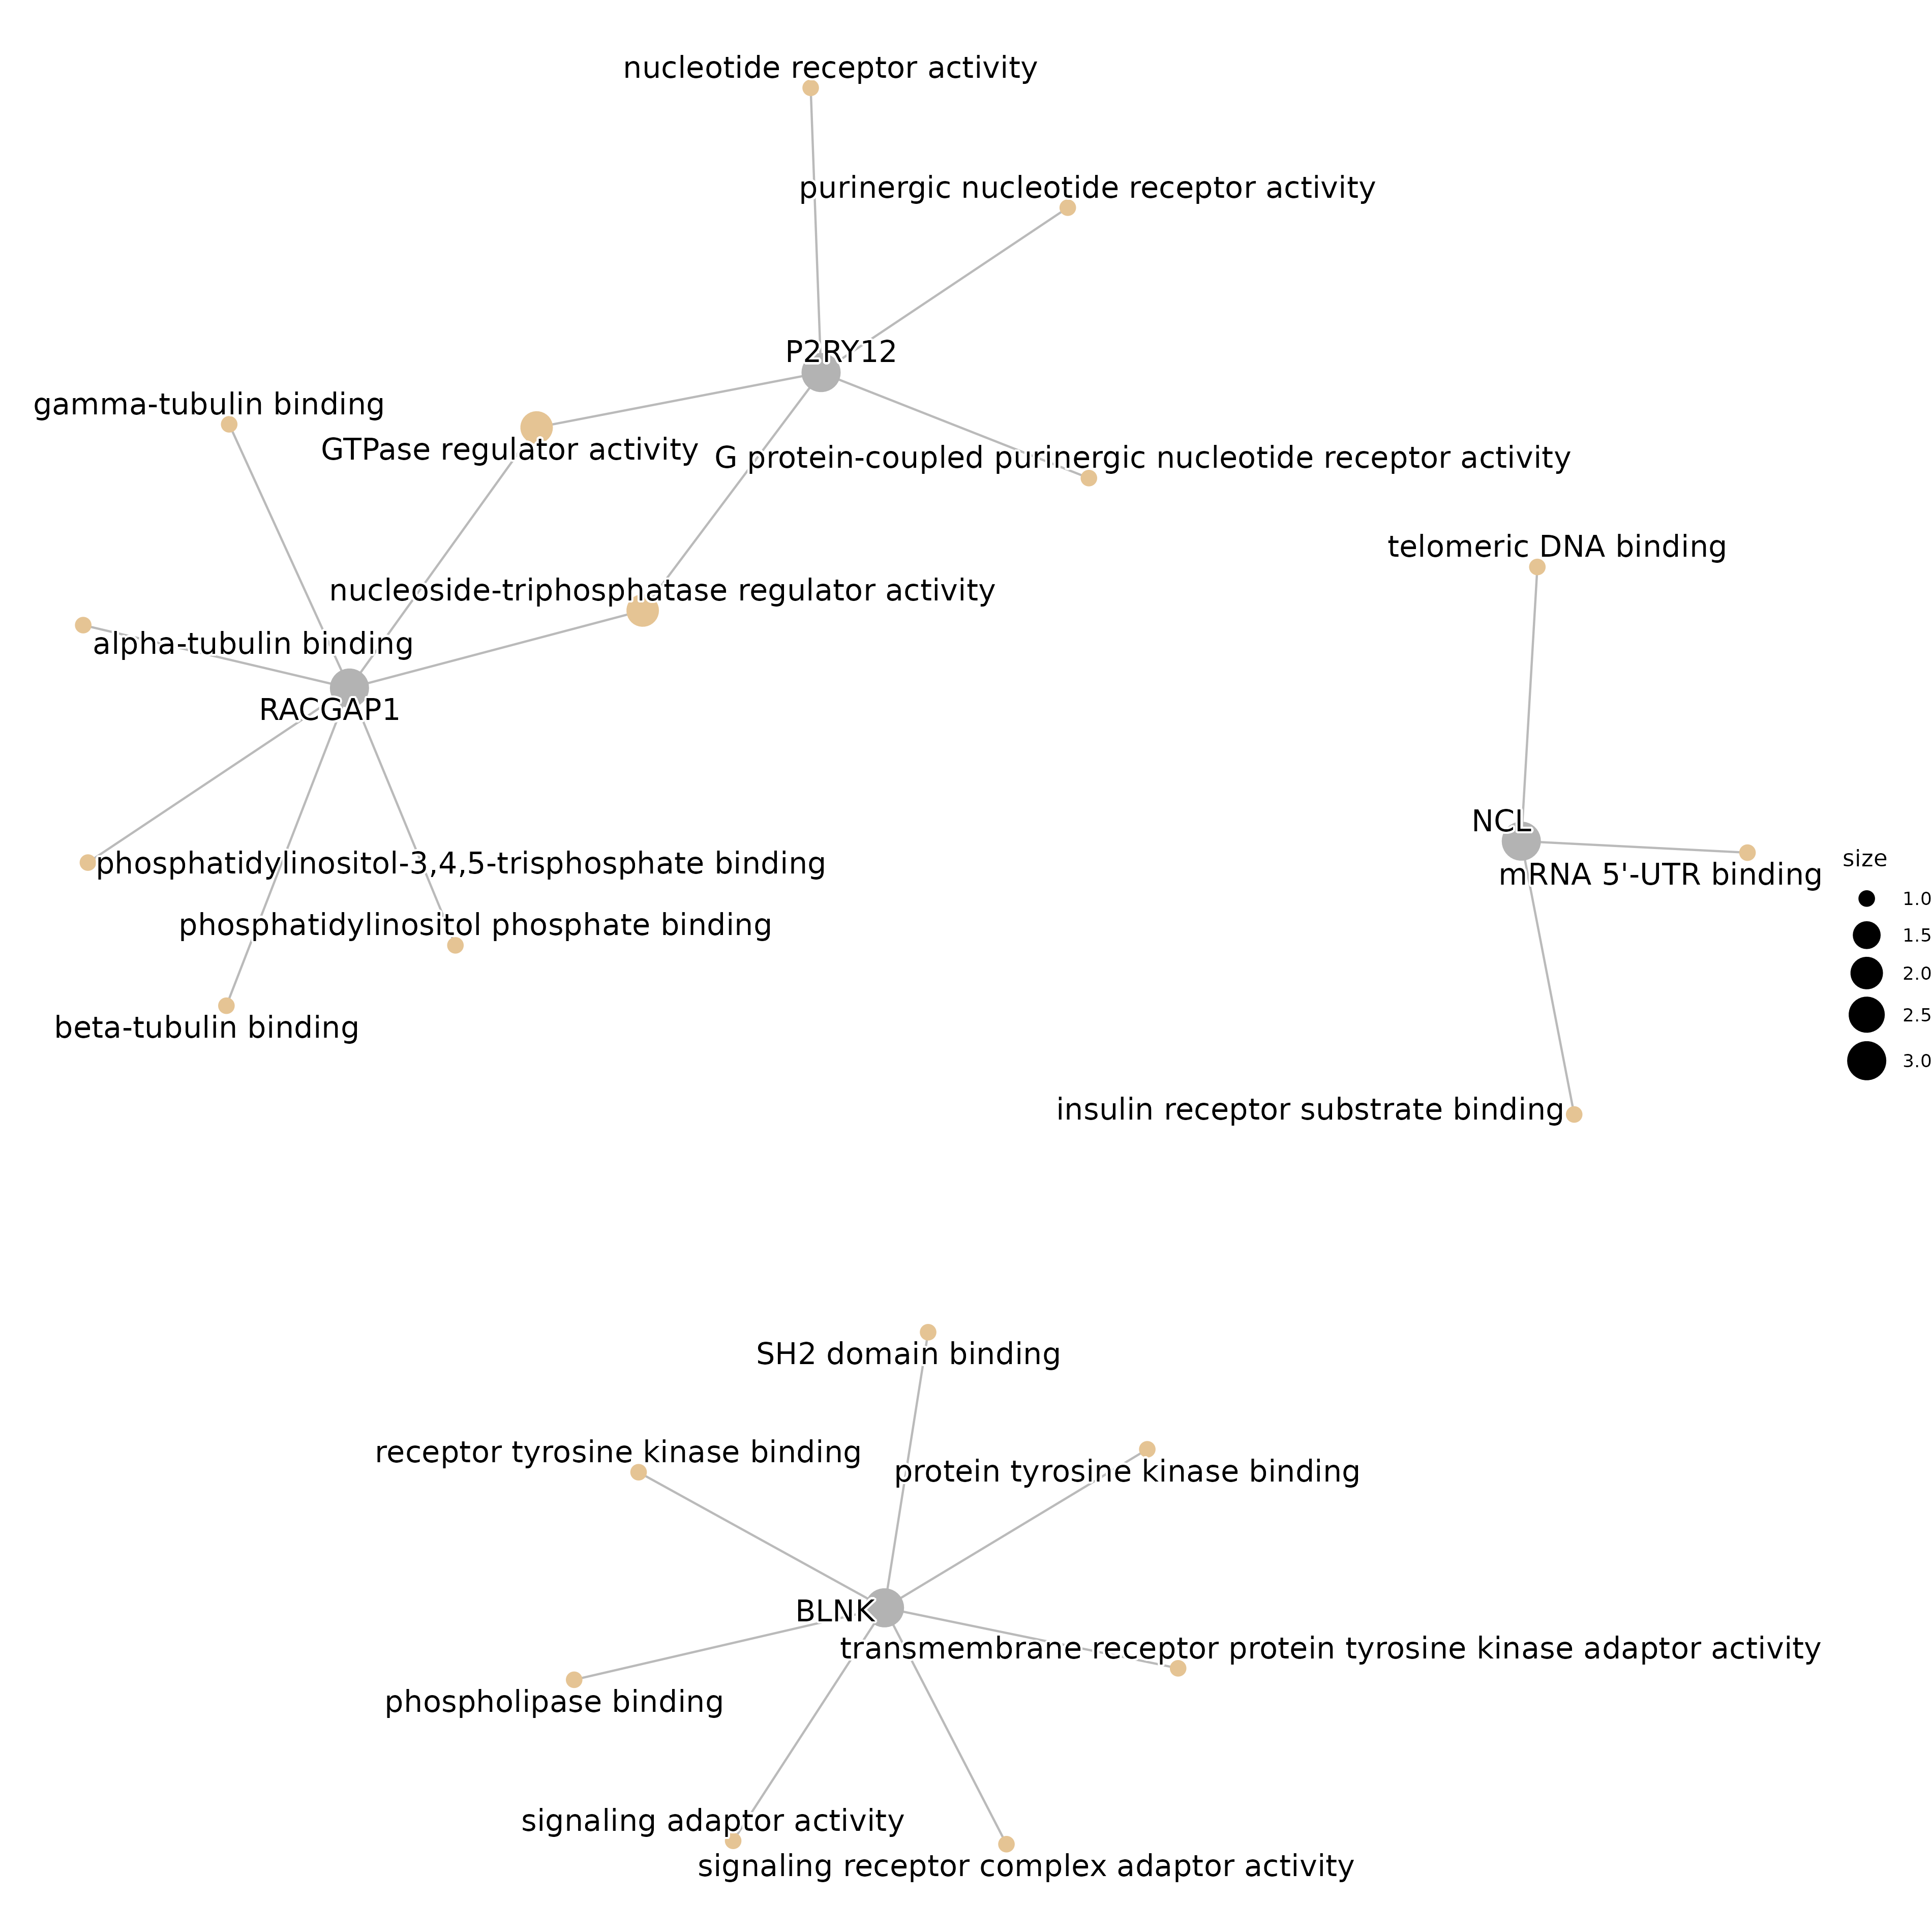 nucleotide receptor activity
purinergic nucleotide receptor activity
P2RY12
gamma-tubulin binding
GTPase regulator activity
G protein-coupled purinergic nucleotide receptor activity
telomeric DNA binding
nucleoside-triphosphatase regulator activity
alpha-tubulin binding
RACGAP1
NCL
size
phosphatidylinositol-3,4,5-trisphosphate binding
mRNA 5'-UTR binding
1.0
phosphatidylinositol phosphate binding
1.5
2.0
2.5
beta-tubulin binding
3.0
insulin receptor substrate binding
SH2 domain binding
receptor tyrosine kinase binding
protein tyrosine kinase binding
BLNK
transmembrane receptor protein tyrosine kinase adaptor activity
phospholipase binding
signaling adaptor activity
signaling receptor complex adaptor activity